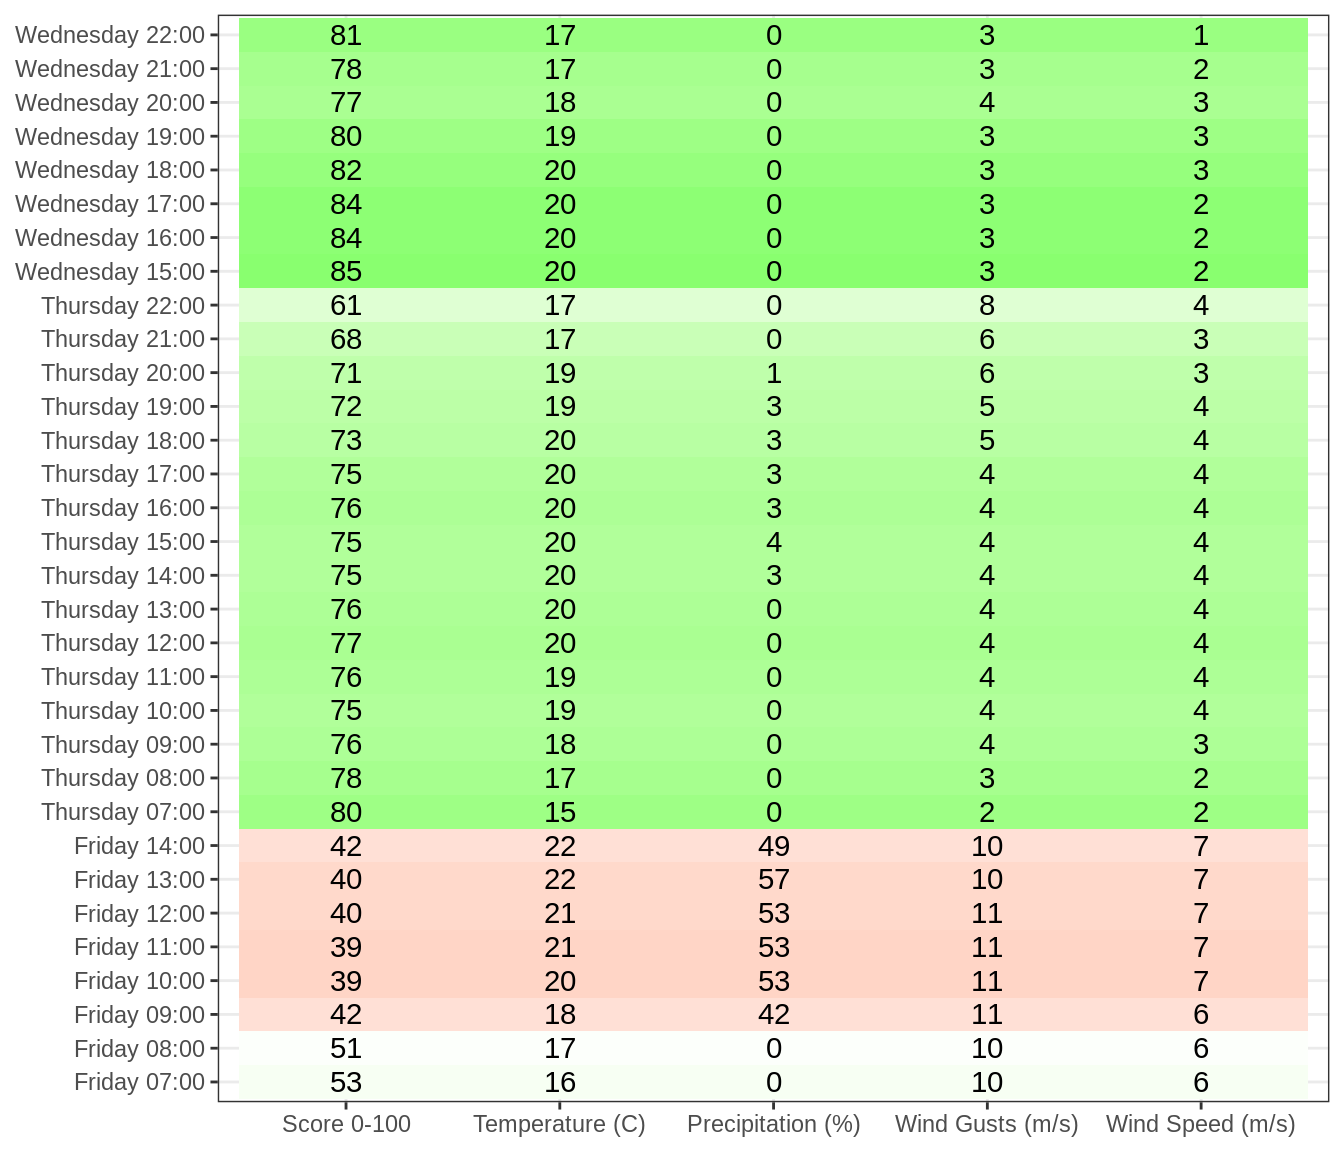 Wednesday 22:00 81 17 0 3 1
Wednesday 21:00 78 17 0 3 2
Wednesday 20:00 77 18 0 4 3
Wednesday 19:00 80 19 0 3 3
Wednesday 18:00 82 20 0 3 3
Wednesday 17:00 84 20 0 3 2
Wednesday 16:00 84 20 0 3 2
Wednesday 15:00 85 20 0 3 2
Thursday 22:00 61 17 0 8 4
Thursday 21:00 68 17 0 6 3
Thursday 20:00 71 19 1 6 3
Thursday 19:00 72 19 3 5 4
Thursday 18:00 73 20 3 5 4
Thursday 17:00 75 20 3 4 4
Thursday 16:00 76 20 3 4 4
Thursday 15:00 75 20 4 4 4
Thursday 14:00 75 20 3 4 4
Thursday 13:00 76 20 0 4 4
Thursday 12:00 77 20 0 4 4
Thursday 11:00 76 19 0 4 4
Thursday 10:00 75 19 0 4 4
Thursday 09:00 76 18 0 4 3
Thursday 08:00 78 17 0 3 2
Thursday 07:00 80 15 0 2 2
Friday 14:00 42 22 49 10 7
Friday 13:00 40 22 57 10 7
Friday 12:00 40 21 53 11 7
Friday 11:00 39 21 53 11 7
Friday 10:00 39 20 53 11 7
Friday 09:00 42 18 42 11 6
Friday 08:00 51 17 0 10 6
Friday 07:00 53 16 0 10 6
Score 0-100 Temperature (C) Precipitation (%) Wind Gusts (m/s) Wind Speed (m/s)